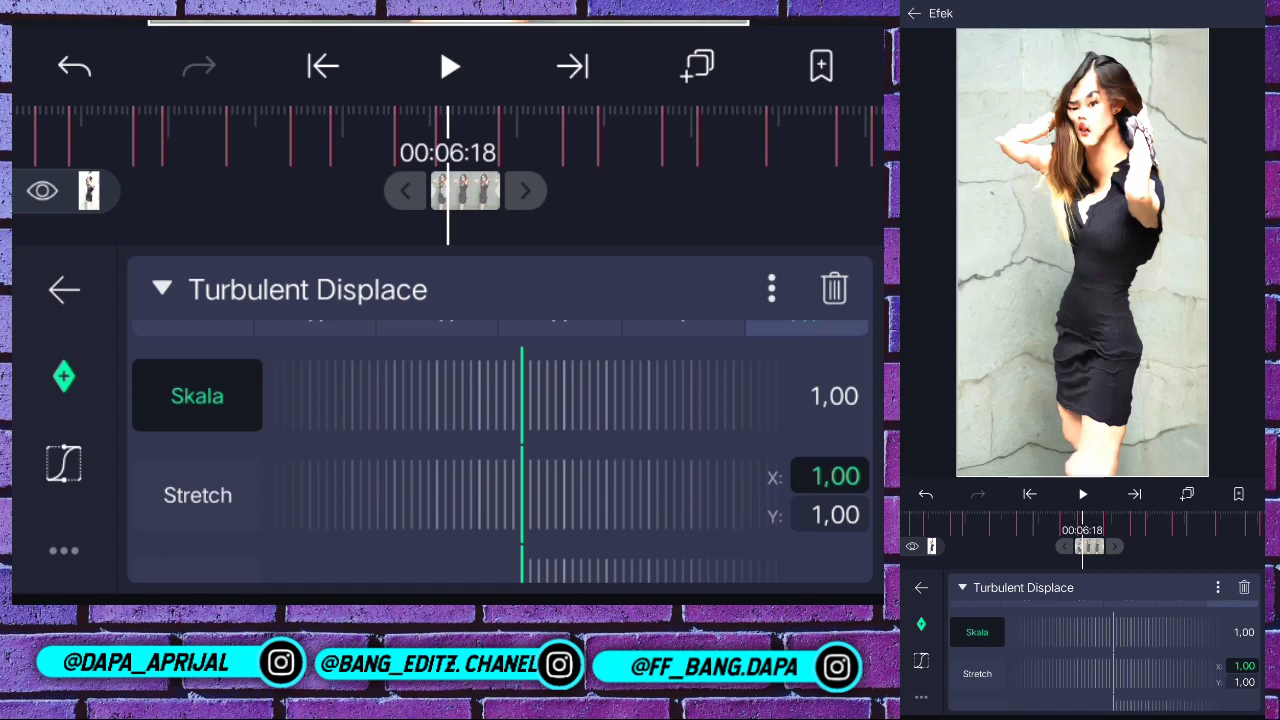 00:06:18
Turbulent Displace
Skala
1,00
Stretch
X: 1,00
Y: 1,00
@DAPA_APRIJAL
@BANG_EDITZ.CHANEL
@FF_BANG.DAPA
Efek
00:06:18
Turbulent Displace
Skala
1,00
Stretch
X: 1,00
Y: 1,00